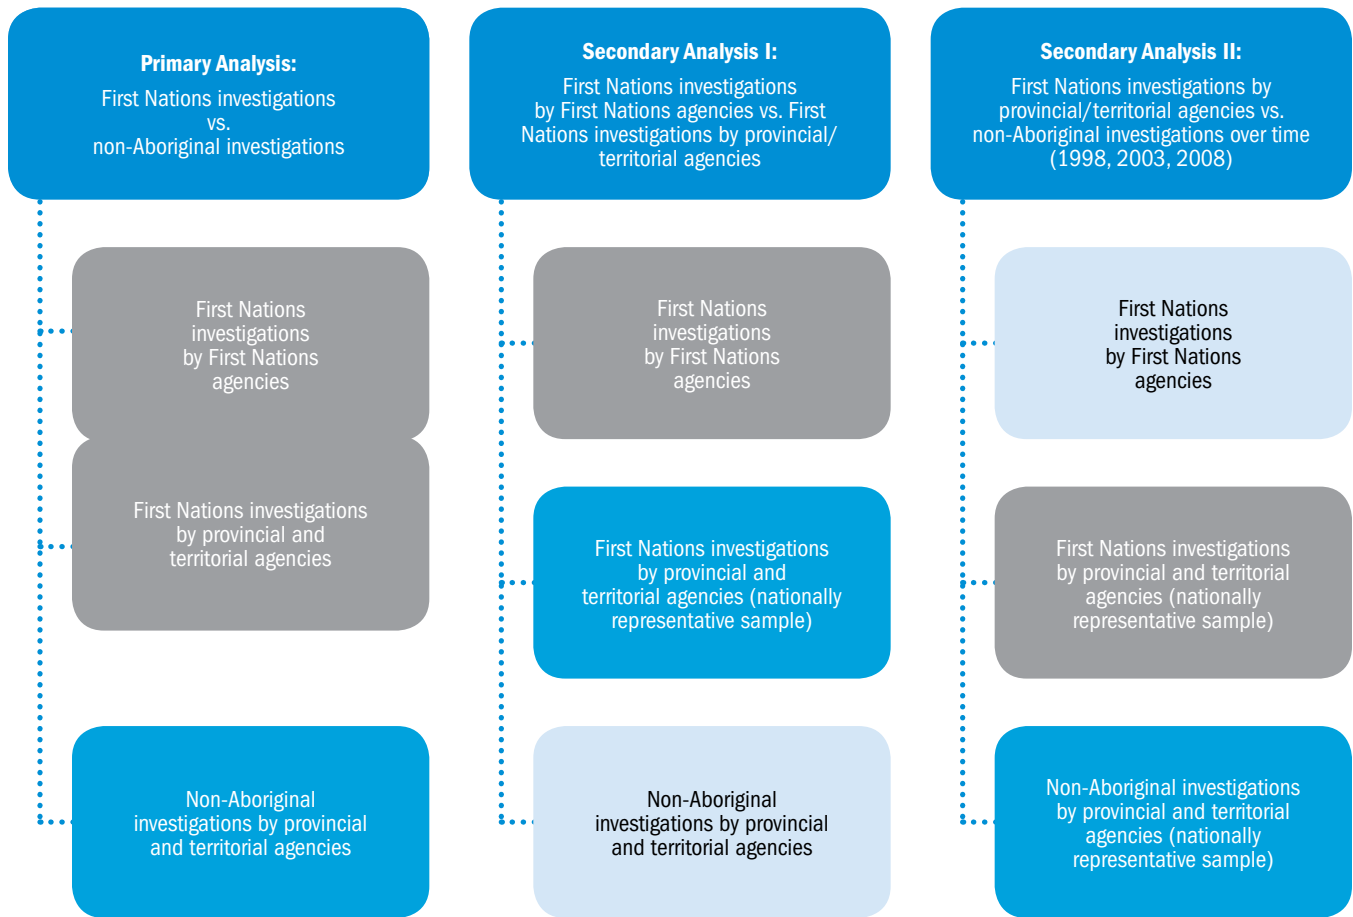 Primary Analysis:
First Nations investigations
vs.
non-Aboriginal investigations
First Nations
investigations
by First Nations
agencies
First Nations investigations
by provincial and
territorial agencies
Non-Aboriginal
investigations by provincial
and territorial agencies
Secondary Analysis I:
First Nations investigations
by First Nations agencies vs. First
Nations investigations by provincial/
territorial agencies
First Nations
investigations
by First Nations
agencies
First Nations investigations
by provincial and
territorial agencies (nationally
representative sample)
Non-Aboriginal
investigations by provincial
and territorial agencies
Secondary Analysis II:
First Nations investigations by
provincial/territorial agencies vs.
non-Aboriginal investigations over time
(1998, 2003, 2008)
First Nations
investigations
by First Nations
agencies
First Nations investigations
by provincial and territorial
agencies (nationally
representative sample)
Non-Aboriginal investigations
by provincial and territorial
agencies (nationally
representative sample)